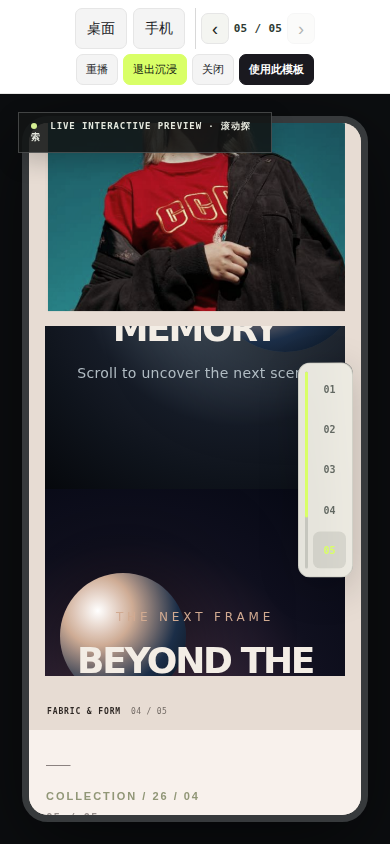 桌面 手机 ‹ 05 / 05 ›
重播 退出沉浸 关闭 使用此模板
LIVE INTERACTIVE PREVIEW · 滚动探
索
MEMORY
Scroll to uncover the next
01
02
03
04
05
THE NEXT FRAME
BEYOND THE
FABRIC & FORM 04 / 05
COLLECTION / 26 / 04
05 / 05